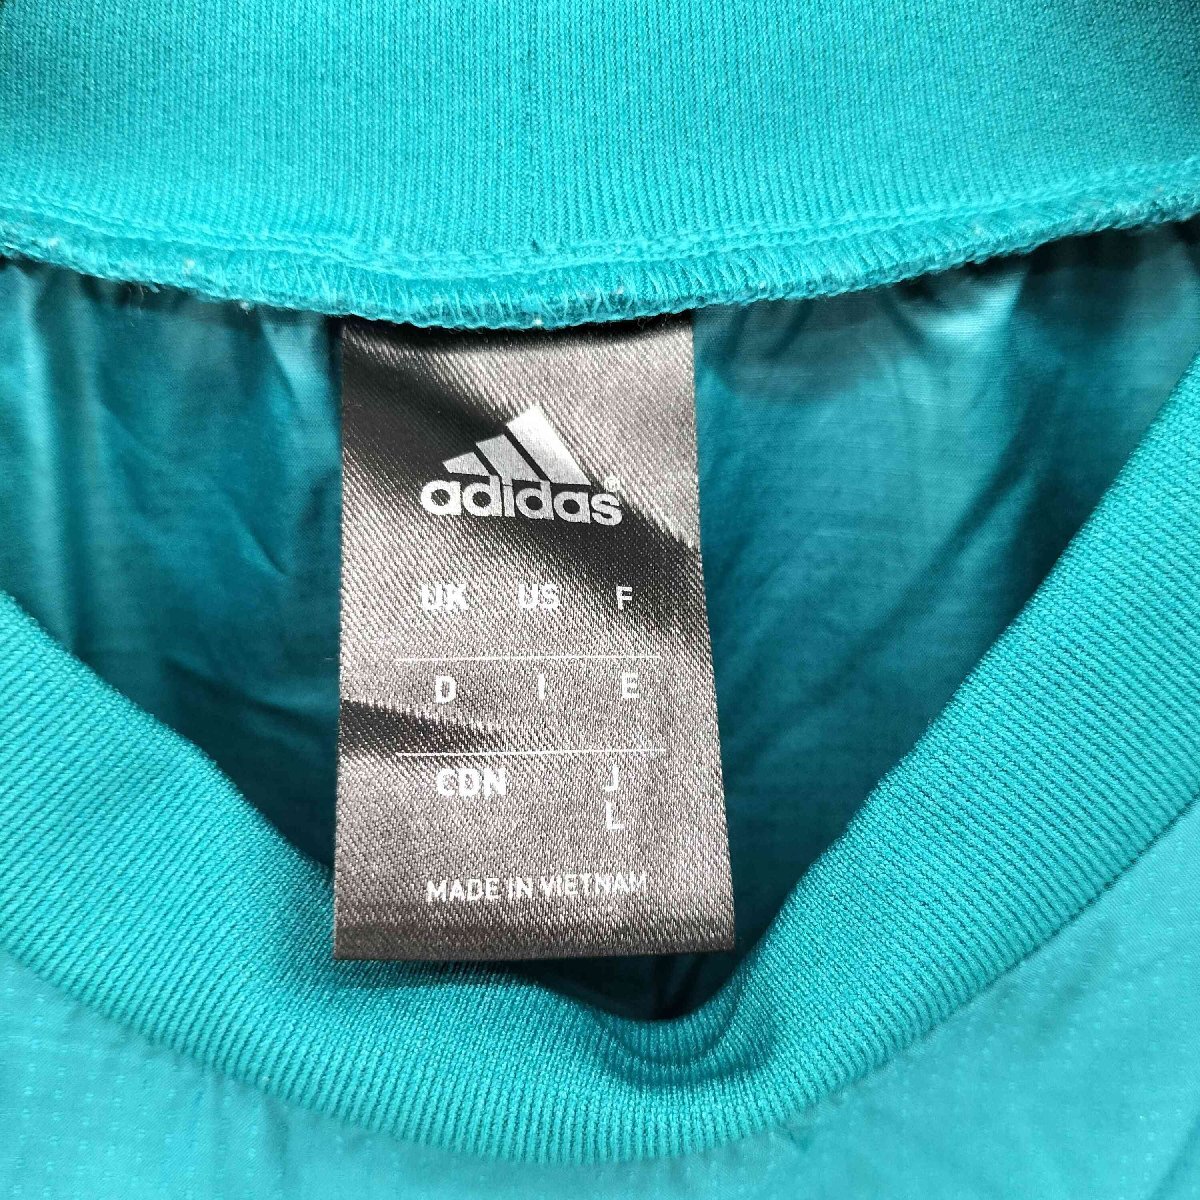 adidas®
UK US F
D I E
CDN J
L
MADE IN VIETNAM